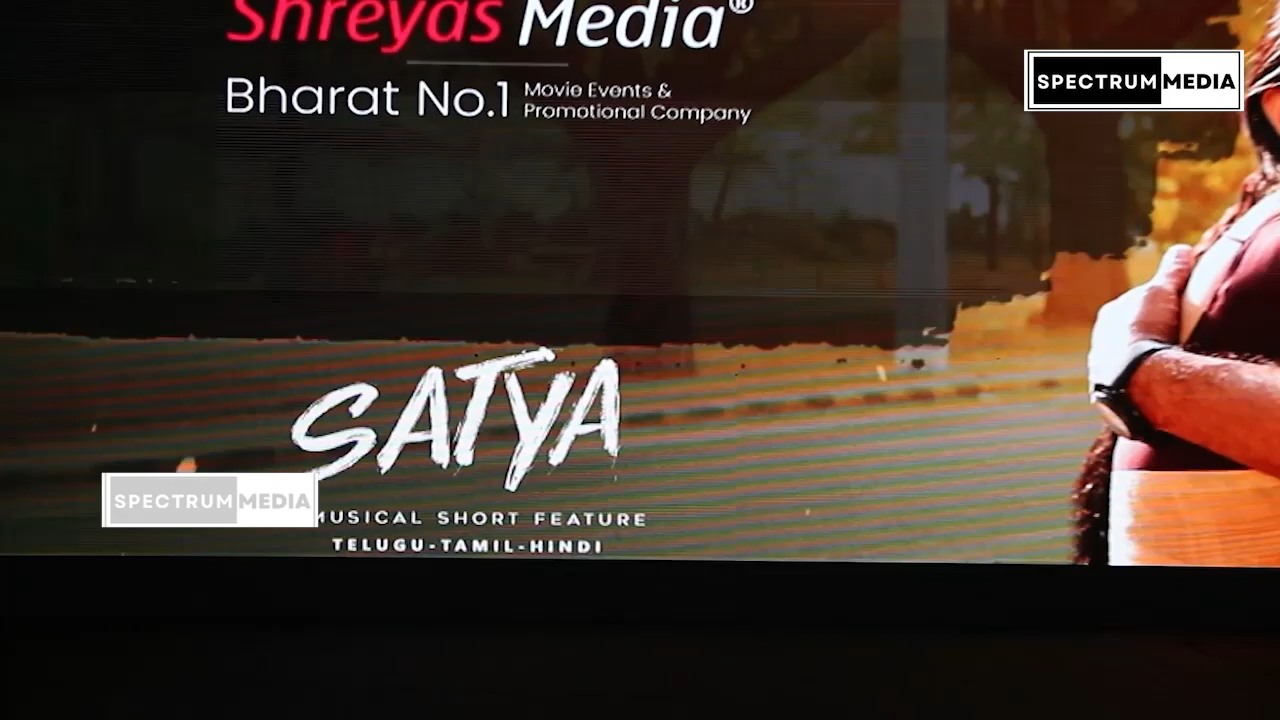 Shreyas Media®
Bharat No.1 Movie Events &
Promotional Company
SPECTRUM MEDIA
SATYA
SPECTRUM MEDIA
MUSICAL SHORT FEATURE
TELUGU-TAMIL-HINDI